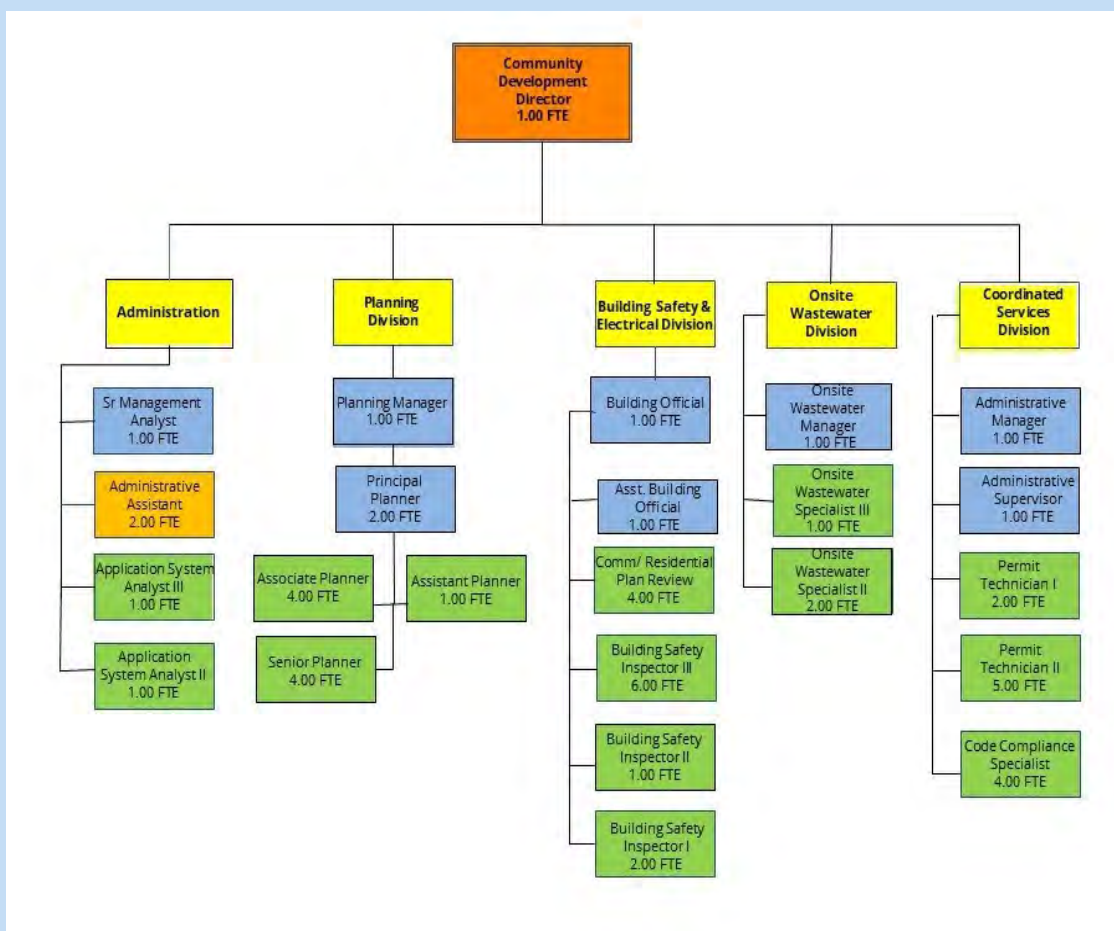 Community
Development
Director
1.00 FTE
Administration
Planning
Division
Building Safety &
Electrical Division
Onsite
Wastewater
Division
Coordinated
Services
Division
Sr Management
Analyst
1.00 FTE
Administrative
Assistant
2.00 FTE
Application System
Analyst III
1.00 FTE
Application
System Analyst II
1.00 FTE
Planning Manager
1.00 FTE
Principal
Planner
2.00 FTE
Associate Planner
4.00 FTE
Assistant Planner
1.00 FTE
Senior Planner
4.00 FTE
Building Official
1.00 FTE
Asst. Building
Official
1.00 FTE
Comm/ Residential
Plan Review
4.00 FTE
Building Safety
Inspector III
6.00 FTE
Building Safety
Inspector II
1.00 FTE
Building Safety
Inspector I
2.00 FTE
Onsite
Wastewater
Manager
1.00 FTE
Onsite
Wastewater
Specialist III
1.00 FTE
Onsite
Wastewater
Specialist II
2.00 FTE
Administrative
Manager
1.00 FTE
Administrative
Supervisor
1.00 FTE
Permit
Technician I
2.00 FTE
Permit
Technician II
5.00 FTE
Code Compliance
Specialist
4.00 FTE